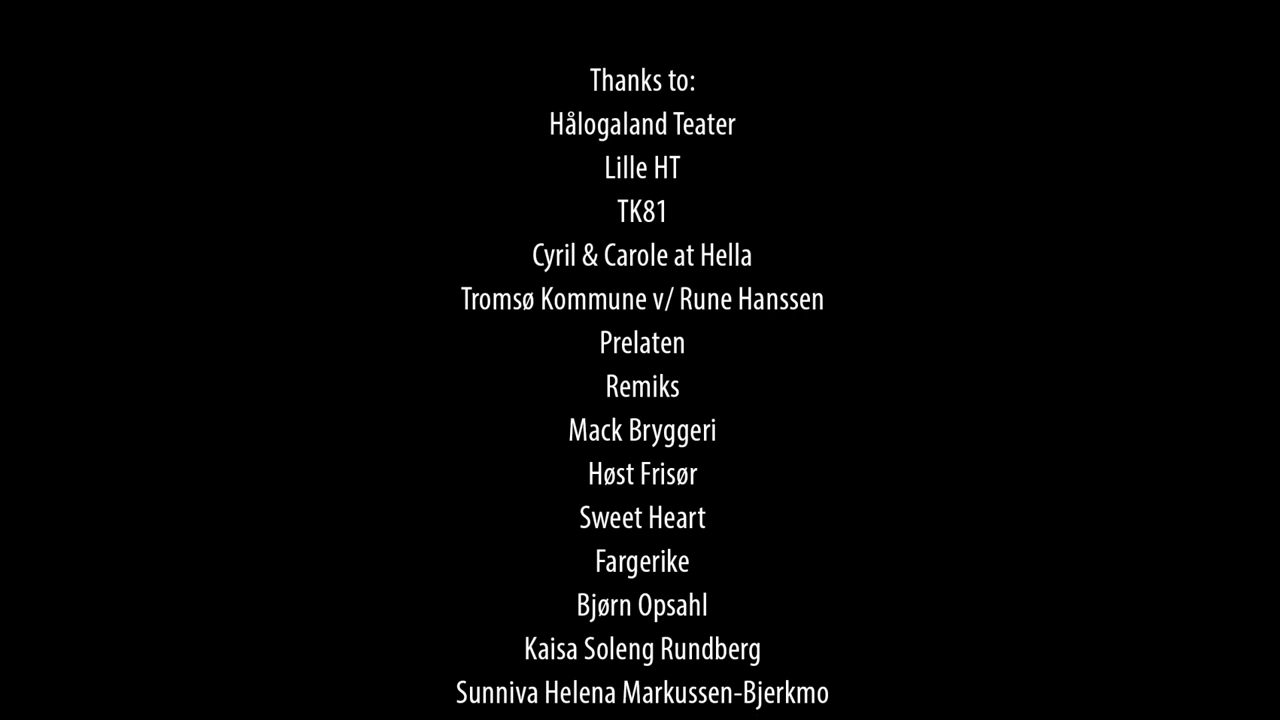 Thanks to:
Hålogaland Teater
Lille HT
TK81
Cyril & Carole at Hella
Tromsø Kommune v/ Rune Hanssen
Prelaten
Remiks
Mack Bryggeri
Høst Frisør
Sweet Heart
Fargerike
Bjørn Opsahl
Kaisa Soleng Rundberg
Sunniva Helena Markussen-Bjerkmo